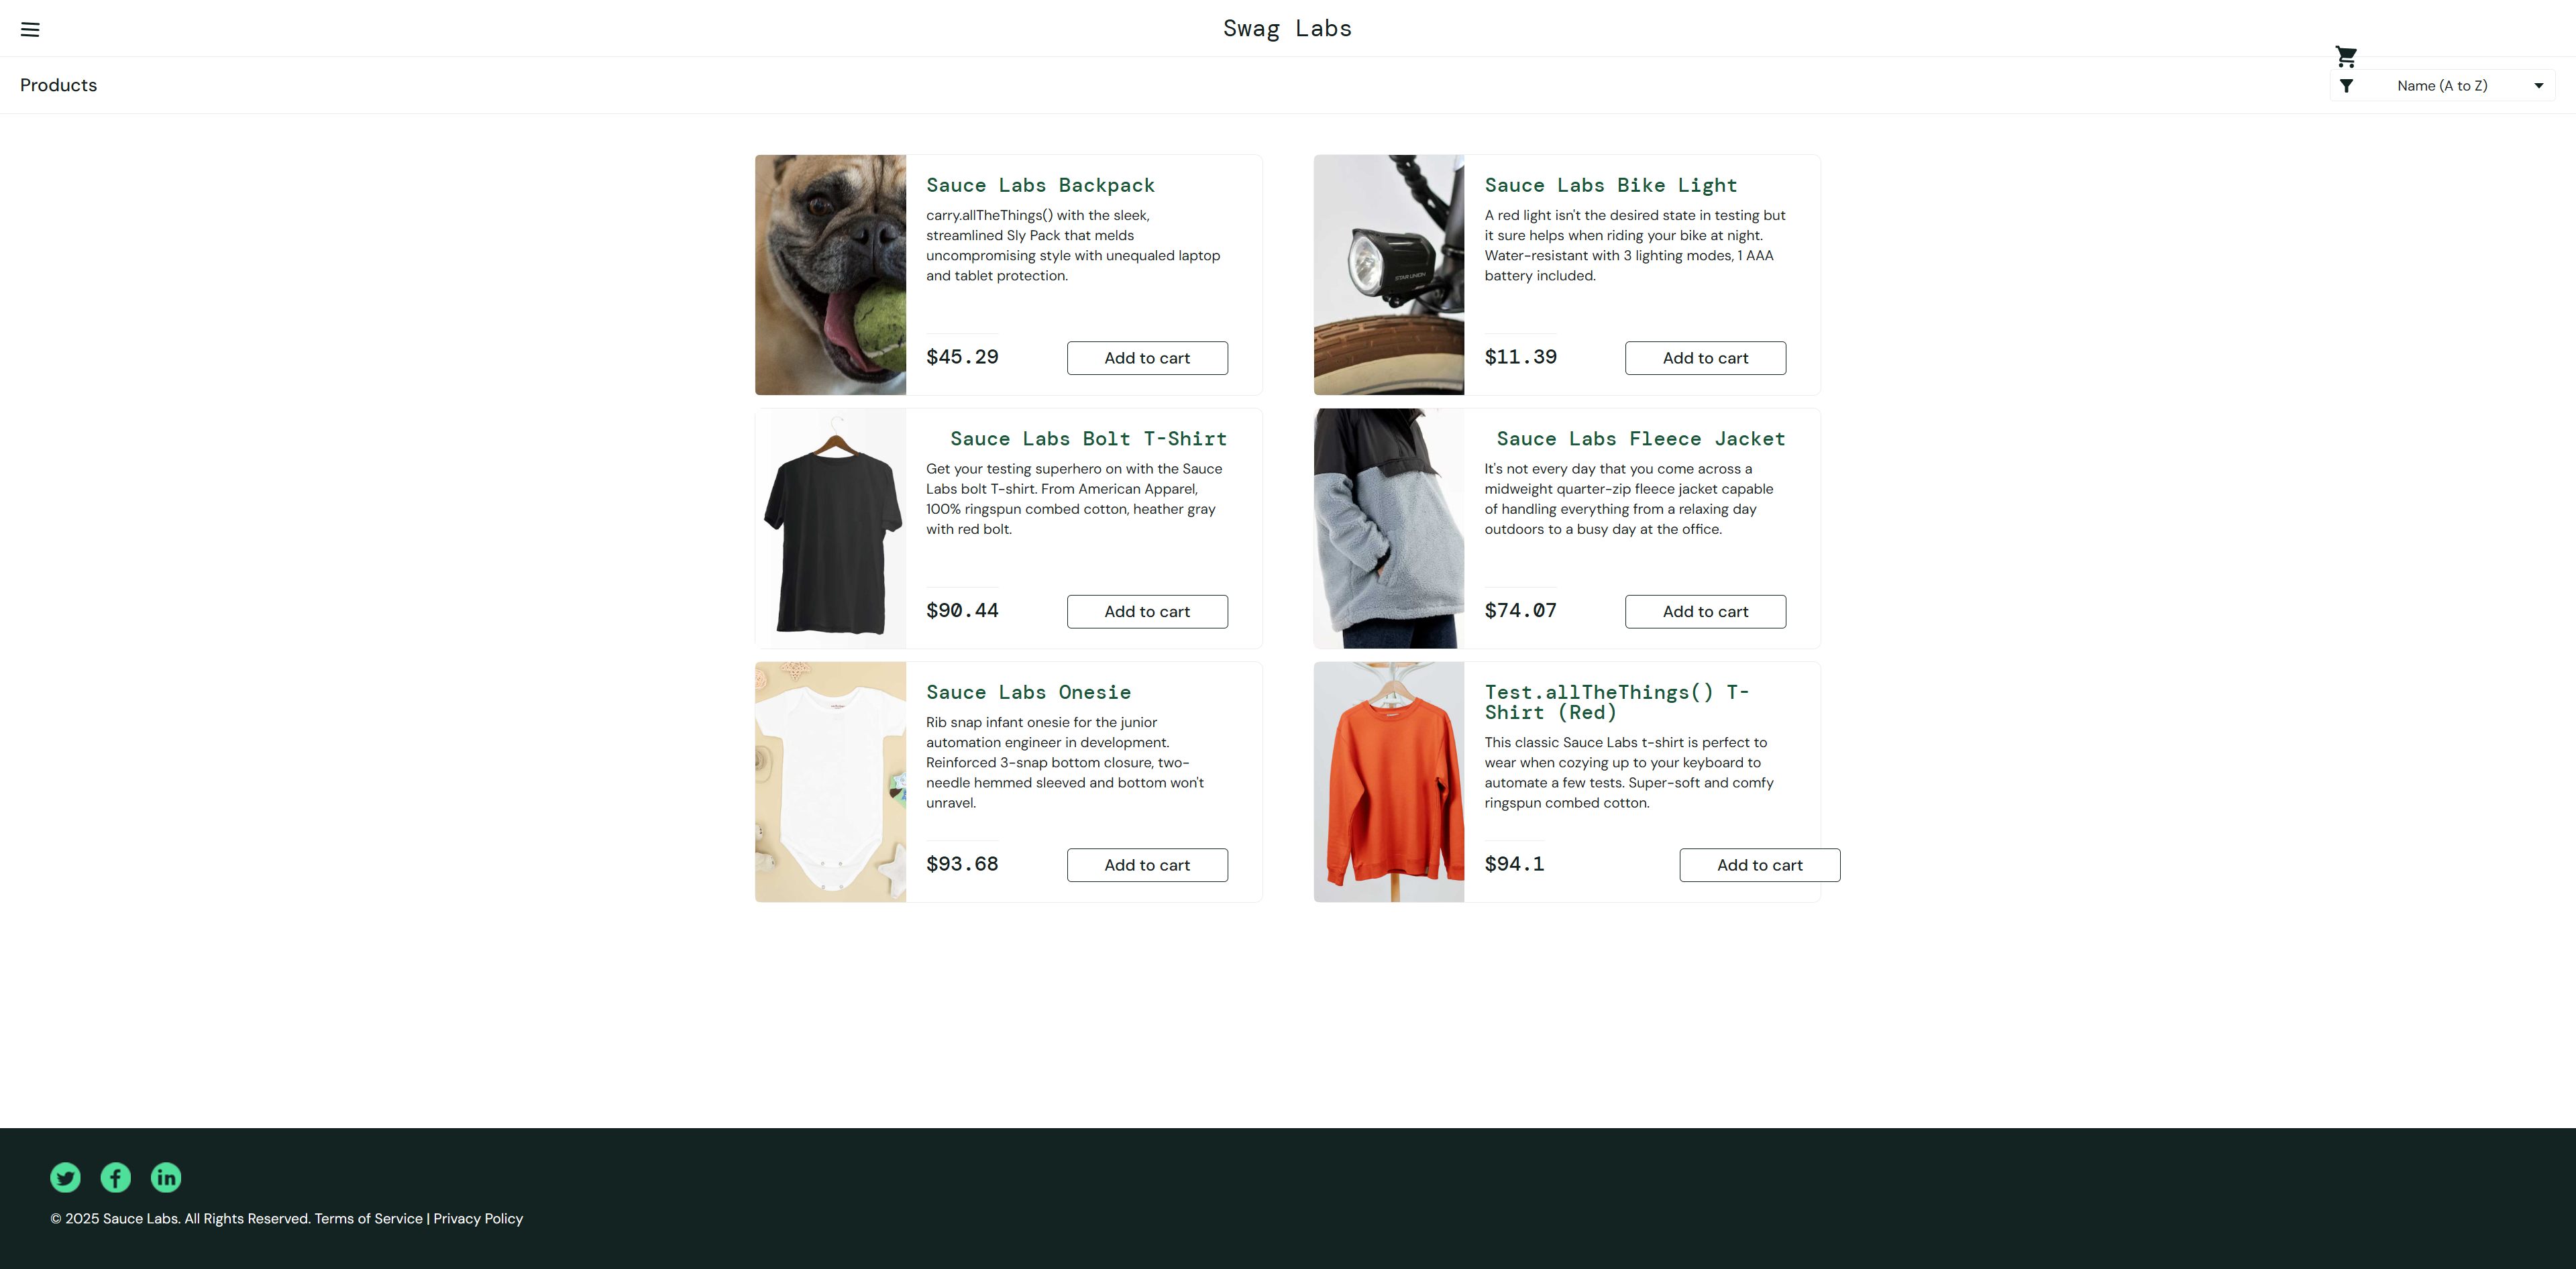 Swag Labs
Products
Name (A to Z)
Sauce Labs Backpack
carry.allTheThings() with the sleek,
streamlined Sly Pack that melds
uncompromising style with unequaled laptop
and tablet protection.
$45.29
Add to cart
Sauce Labs Bike Light
A red light isn't the desired state in testing but
it sure helps when riding your bike at night.
Water-resistant with 3 lighting modes, 1 AAA
battery included.
STAR UNION
$11.39
Add to cart
Sauce Labs Bolt T-Shirt
Get your testing superhero on with the Sauce
Labs bolt T-shirt. From American Apparel,
100% ringspun combed cotton, heather gray
with red bolt.
$90.44
Add to cart
Sauce Labs Fleece Jacket
It's not every day that you come across a
midweight quarter-zip fleece jacket capable
of handling everything from a relaxing day
outdoors to a busy day at the office.
$74.07
Add to cart
Sauce Labs Onesie
Rib snap infant onesie for the junior
automation engineer in development.
Reinforced 3-snap bottom closure, two-
needle hemmed sleeved and bottom won't
unravel.
$93.68
Add to cart
Test.allTheThings() T-
Shirt (Red)
This classic Sauce Labs t-shirt is perfect to
wear when cozying up to your keyboard to
automate a few tests. Super-soft and comfy
ringspun combed cotton.
$94.1
Add to cart
© 2025 Sauce Labs. All Rights Reserved. Terms of Service | Privacy Policy